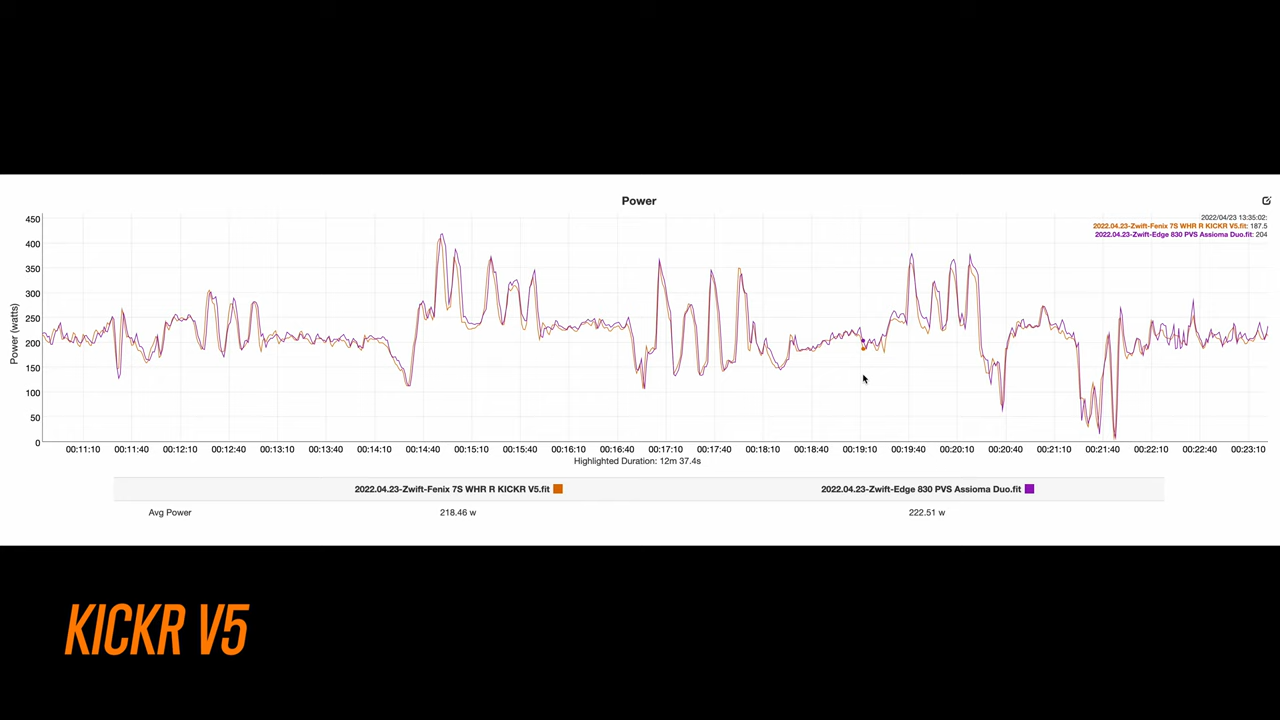 Power
2022/04/23 13:35:02:
2022.04.23-Zwift-Fenix 7S WHR R KICKR V5.fit: 187.5
2022.04.23-Zwift-Edge 830 PVS Assioma Duo.fit: 204
Power (watts)
450
400
350
300
250
200
150
100
50
0
00:11:10 00:11:40 00:12:10 00:12:40 00:13:10 00:13:40 00:14:10 00:14:40 00:15:10 00:15:40 00:16:10 00:16:40 00:17:10 00:17:40 00:18:10 00:18:40 00:19:10 00:19:40 00:20:10 00:20:40 00:21:10 00:21:40 00:22:10 00:22:40 00:23:10
Highlighted Duration: 12m 37.4s
2022.04.23-Zwift-Fenix 7S WHR R KICKR V5.fit 2022.04.23-Zwift-Edge 830 PVS Assioma Duo.fit
Avg Power 218.46 w 222.51 w
KICKR V5